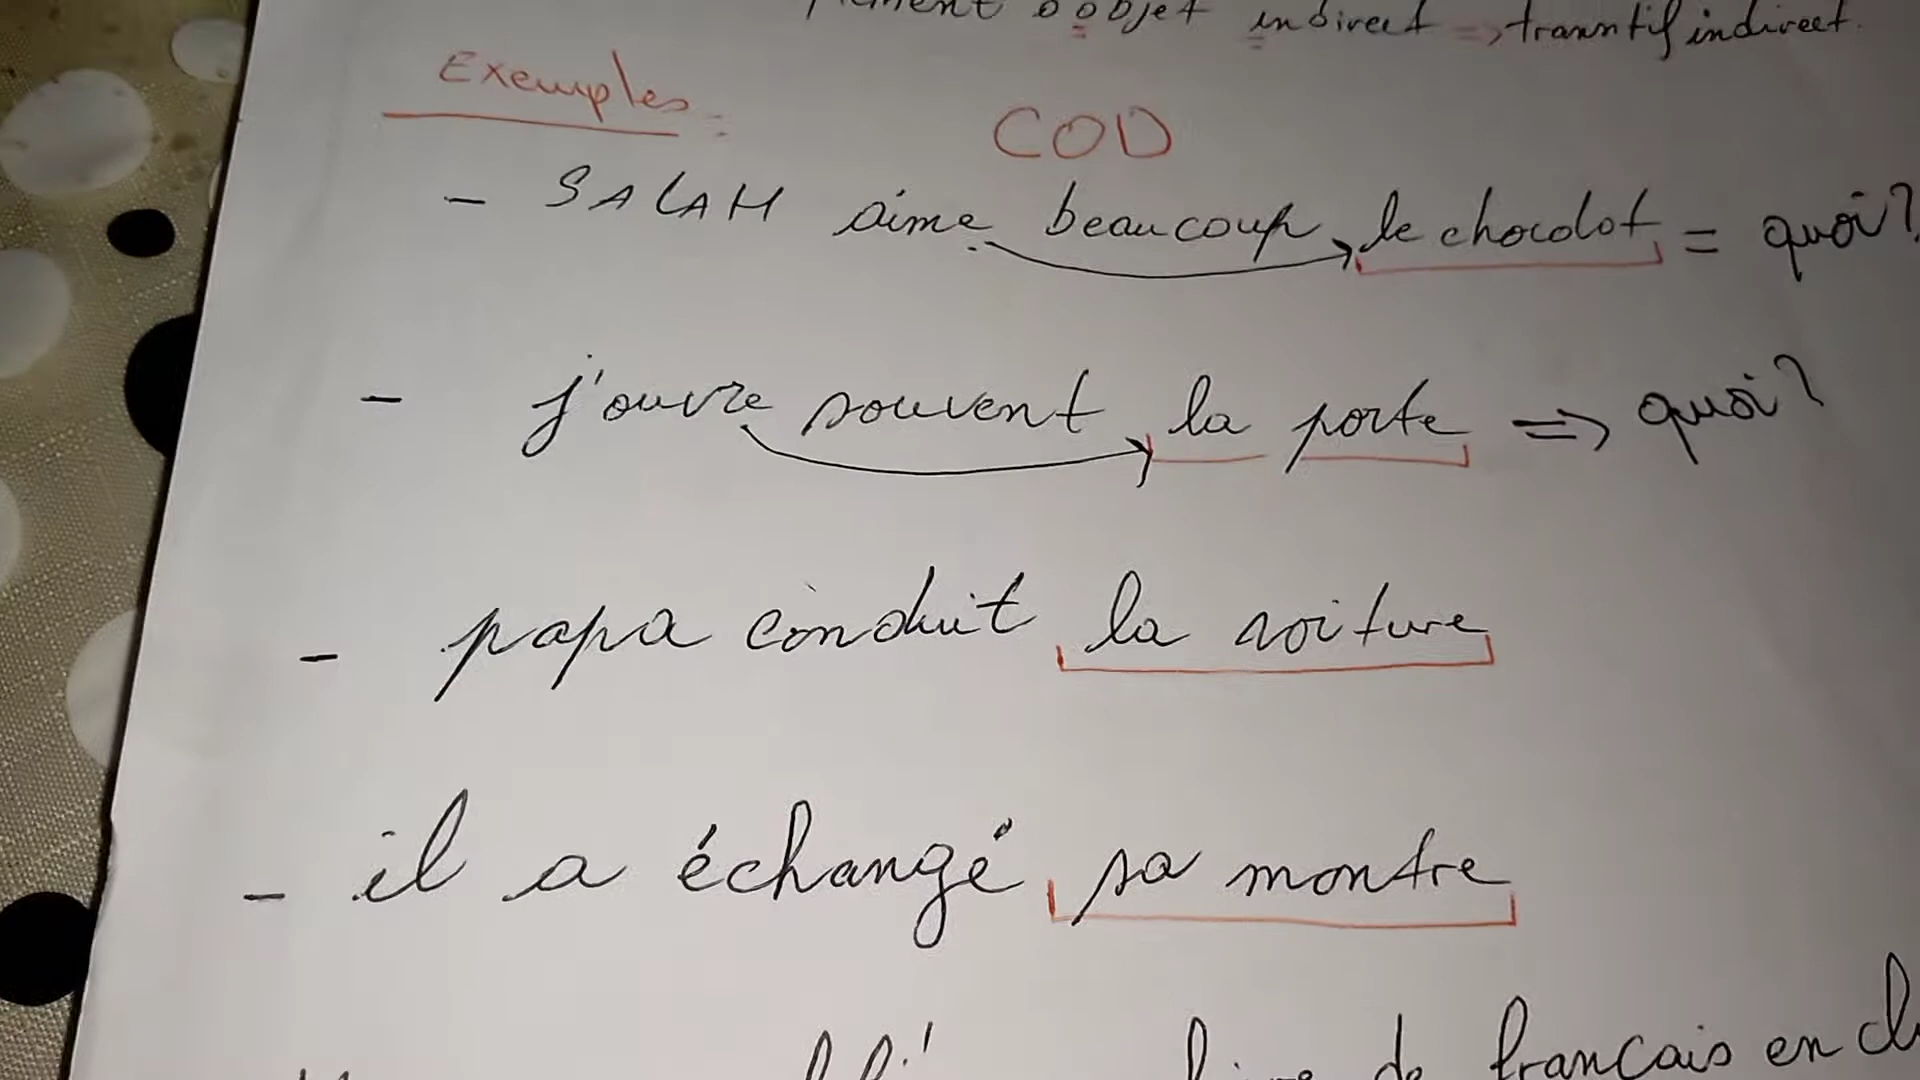 d'objet indirect => transitif indirect.
Exemples :
COD
- SALAH aime beaucoup le chocolat = quoi?
- j'ouvre souvent la porte => quoi?
- papa conduit la voiture
- il a échangé sa montre
de français en